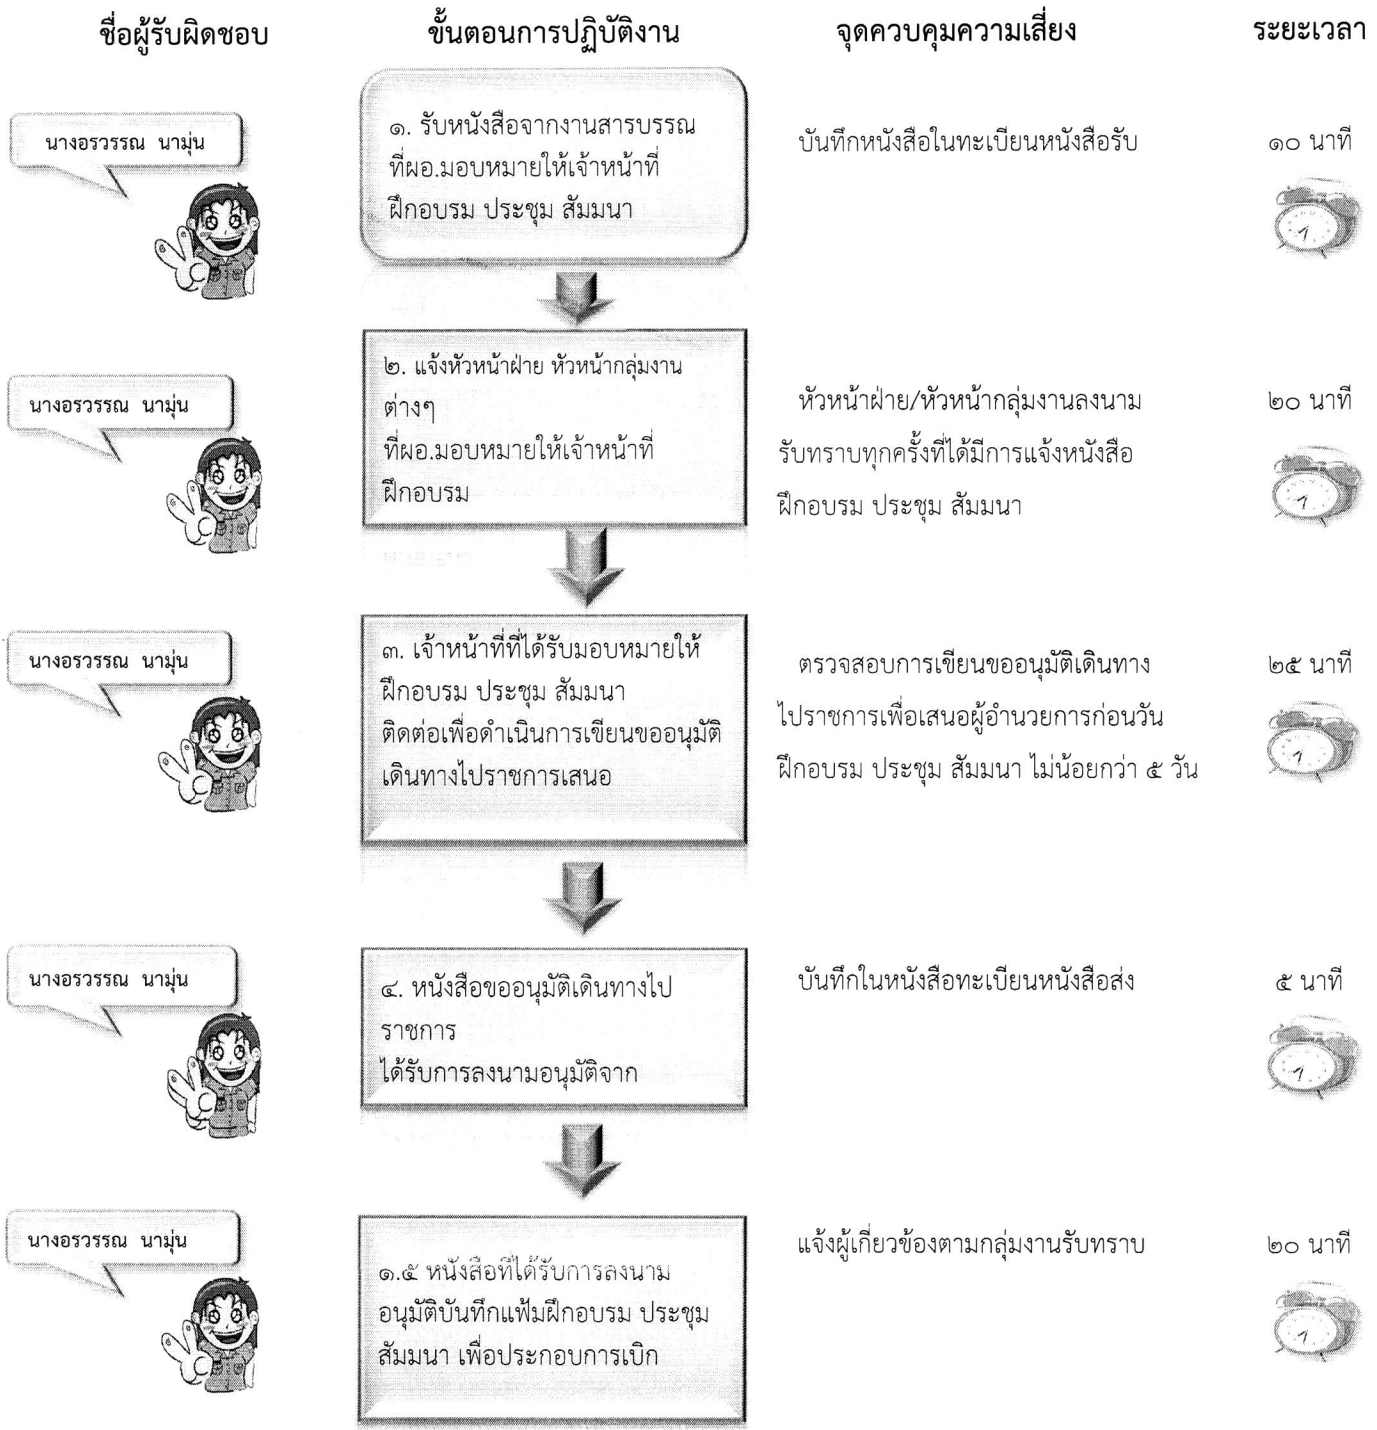 ชื่อผู้รับผิดชอบ
ขั้นตอนการปฏิบัติงาน
จุดควบคุมความเสี่ยง
ระยะเวลา
นางอรวรรณ นามุ่น
๑. รับหนังสือจากงานสารบรรณ
ที่ผอ.มอบหมายให้เจ้าหน้าที่
ฝึกอบรม ประชุม สัมมนา
บันทึกหนังสือในทะเบียนหนังสือรับ
๑๐ นาที
นางอรวรรณ นามุ่น
๒. แจ้งหัวหน้าฝ่าย หัวหน้ากลุ่มงาน
ต่างๆ
ที่ผอ.มอบหมายให้เจ้าหน้าที่
ฝึกอบรม
หัวหน้าฝ่าย/หัวหน้ากลุ่มงานลงนาม
รับทราบทุกครั้งที่ได้มีการแจ้งหนังสือ
ฝึกอบรม ประชุม สัมมนา
๒๐ นาที
นางอรวรรณ นามุ่น
๓. เจ้าหน้าที่ที่ได้รับมอบหมายให้
ฝึกอบรม ประชุม สัมมนา
ติดต่อเพื่อดำเนินการเขียนขออนุมัติ
เดินทางไปราชการเสนอ
ตรวจสอบการเขียนขออนุมัติเดินทาง
ไปราชการเพื่อเสนอผู้อำนวยการก่อนวัน
ฝึกอบรม ประชุม สัมมนา ไม่น้อยกว่า ๕ วัน
๒๕ นาที
นางอรวรรณ นามุ่น
๔. หนังสือขออนุมัติเดินทางไป
ราชการ
ได้รับการลงนามอนุมัติจาก
บันทึกในหนังสือทะเบียนหนังสือส่ง
๕ นาที
นางอรวรรณ นามุ่น
๑.๕ หนังสือที่ได้รับการลงนาม
อนุมัติบันทึกแฟ้มฝึกอบรม ประชุม
สัมมนา เพื่อประกอบการเบิก
แจ้งผู้เกี่ยวข้องตามกลุ่มงานรับทราบ
๒๐ นาที